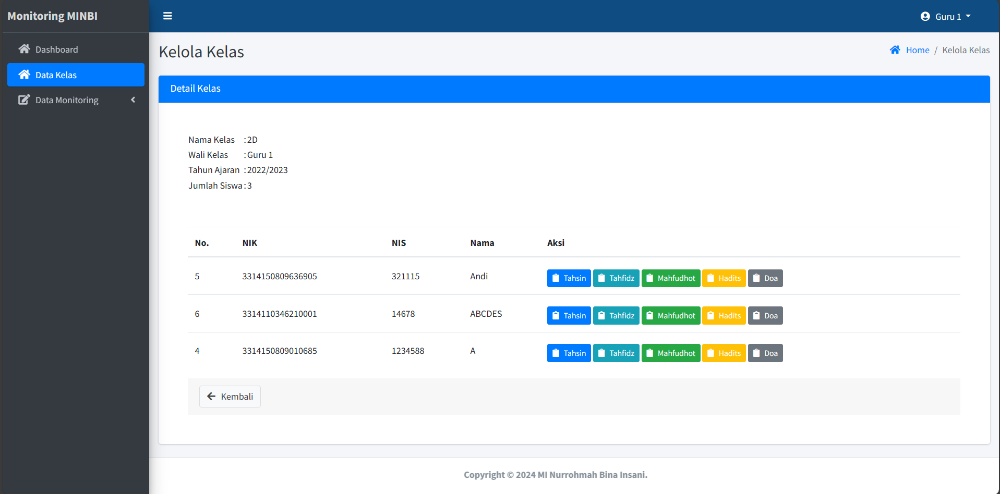 Monitoring MINBI
Guru 1
Dashboard
Data Kelas
Data Monitoring
Kelola Kelas
Home / Kelola Kelas
Detail Kelas
Nama Kelas : 2D
Wali Kelas : Guru 1
Tahun Ajaran : 2022/2023
Jumlah Siswa : 3
No. NIK NIS Nama Aksi
5 3314150809636905 321115 Andi Tahsin Tahfidz Mahfudhot Hadits Doa
6 3314110346210001 14678 ABCDES Tahsin Tahfidz Mahfudhot Hadits Doa
4 3314150809010685 1234588 A Tahsin Tahfidz Mahfudhot Hadits Doa
Kembali
Copyright © 2024 MI Nurrohmah Bina Insani.